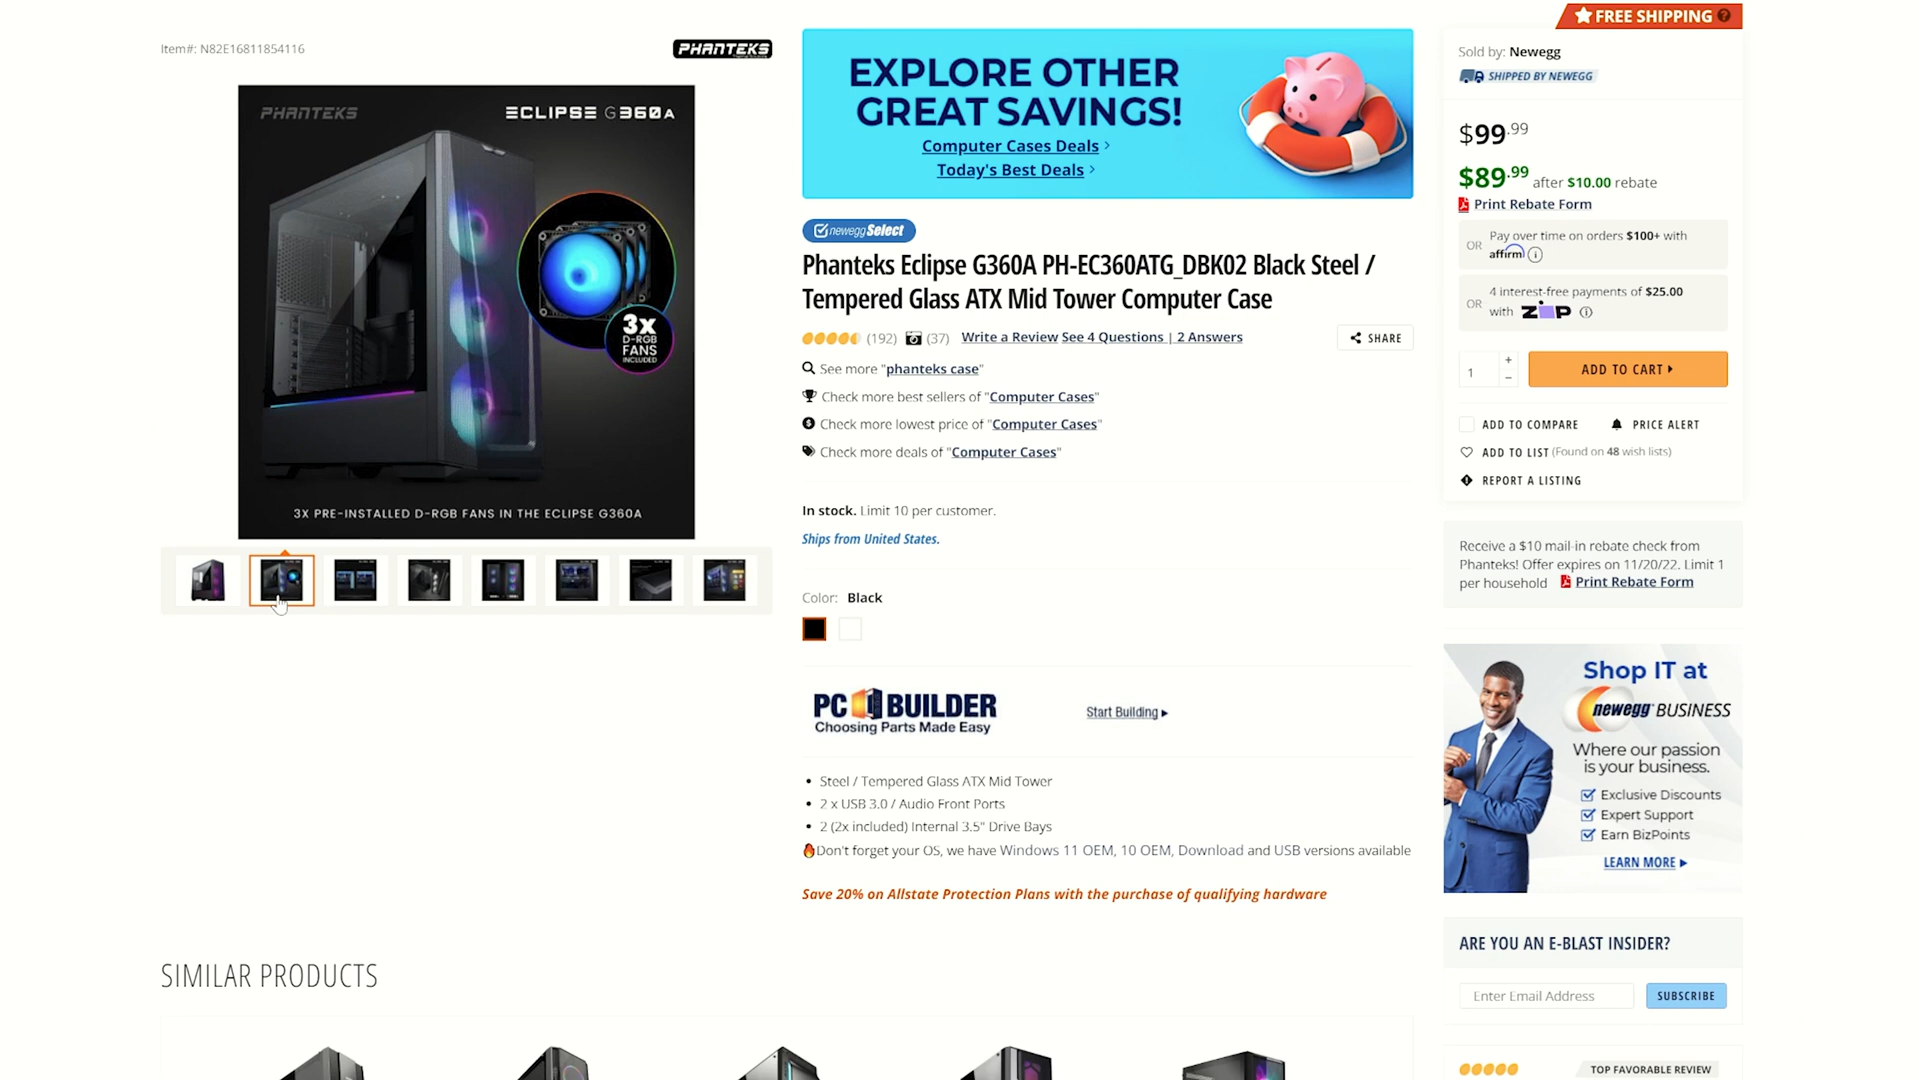 FREE SHIPPING ?
Item#: N82E16811854116
PHANTEKS
PHANTEKS
ECLIPSE G360A
3X
D-RGB
FANS
INCLUDED
3X PRE-INSTALLED D-RGB FANS IN THE ECLIPSE G360A
EXPLORE OTHER
GREAT SAVINGS!
Computer Cases Deals
Today's Best Deals
newegg Select
Phanteks Eclipse G360A PH-EC360ATG_DBK02 Black Steel /
Tempered Glass ATX Mid Tower Computer Case
(192) (37) Write a Review See 4 Questions | 2 Answers
SHARE
See more "phanteks case"
Check more best sellers of "Computer Cases"
Check more lowest price of "Computer Cases"
Check more deals of "Computer Cases"
In stock. Limit 10 per customer.
Ships from United States.
Color: Black
PC BUILDER
Choosing Parts Made Easy
Start Building
• Steel / Tempered Glass ATX Mid Tower
• 2 x USB 3.0 / Audio Front Ports
• 2 (2x included) Internal 3.5" Drive Bays
Don't forget your OS, we have Windows 11 OEM, 10 OEM, Download and USB versions available
Save 20% on Allstate Protection Plans with the purchase of qualifying hardware
SIMILAR PRODUCTS
Sold by: Newegg
SHIPPED BY NEWEGG
$99.99
$89.99 after $10.00 rebate
Print Rebate Form
OR Pay over time on orders $100+ with
affirm
OR 4 interest-free payments of $25.00
with ZIP
1 + −
ADD TO CART
ADD TO COMPARE PRICE ALERT
ADD TO LIST (Found on 48 wish lists)
REPORT A LISTING
Receive a $10 mail-in rebate check from
Phanteks! Offer expires on 11/20/22. Limit 1
per household Print Rebate Form
Shop IT at
newegg BUSINESS
Where our passion
is your business.
Exclusive Discounts
Expert Support
Earn BizPoints
LEARN MORE
ARE YOU AN E-BLAST INSIDER?
Enter Email Address
SUBSCRIBE
TOP FAVORABLE REVIEW